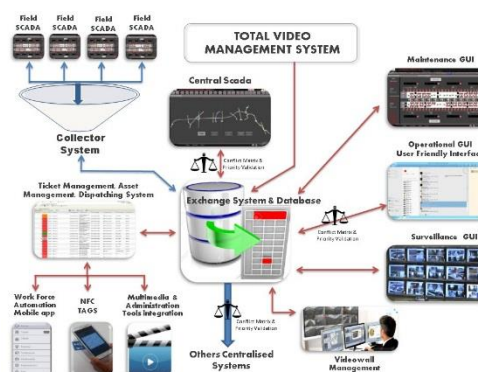 Field
SCADA
Field
SCADA
Field
SCADA
Field
SCADA
TOTAL VIDEO
MANAGEMENT SYSTEM
Maintenance GUI
Central Scada
Collector
System
Conflict Matrix &
Priority Validation
Operational GUI
User Friendly Interface
Ticket Management, Asset
Management, Dispatching System
Exchange System & Database
Conflict Matrix &
Priority Validation
Surveillance GUI
Work Force
Automation
Mobile app
NFC
TAGS
Multimedia &
Administration
Tools Integration
Conflict Matrix &
Priority Validation
Others Centralised
Systems
Videowall
Management